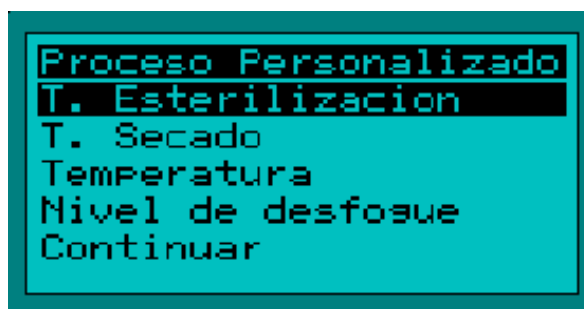 Proceso Personalizado
T. Esterilizacion
T. Secado
Temperatura
Nivel de desfogue
Continuar